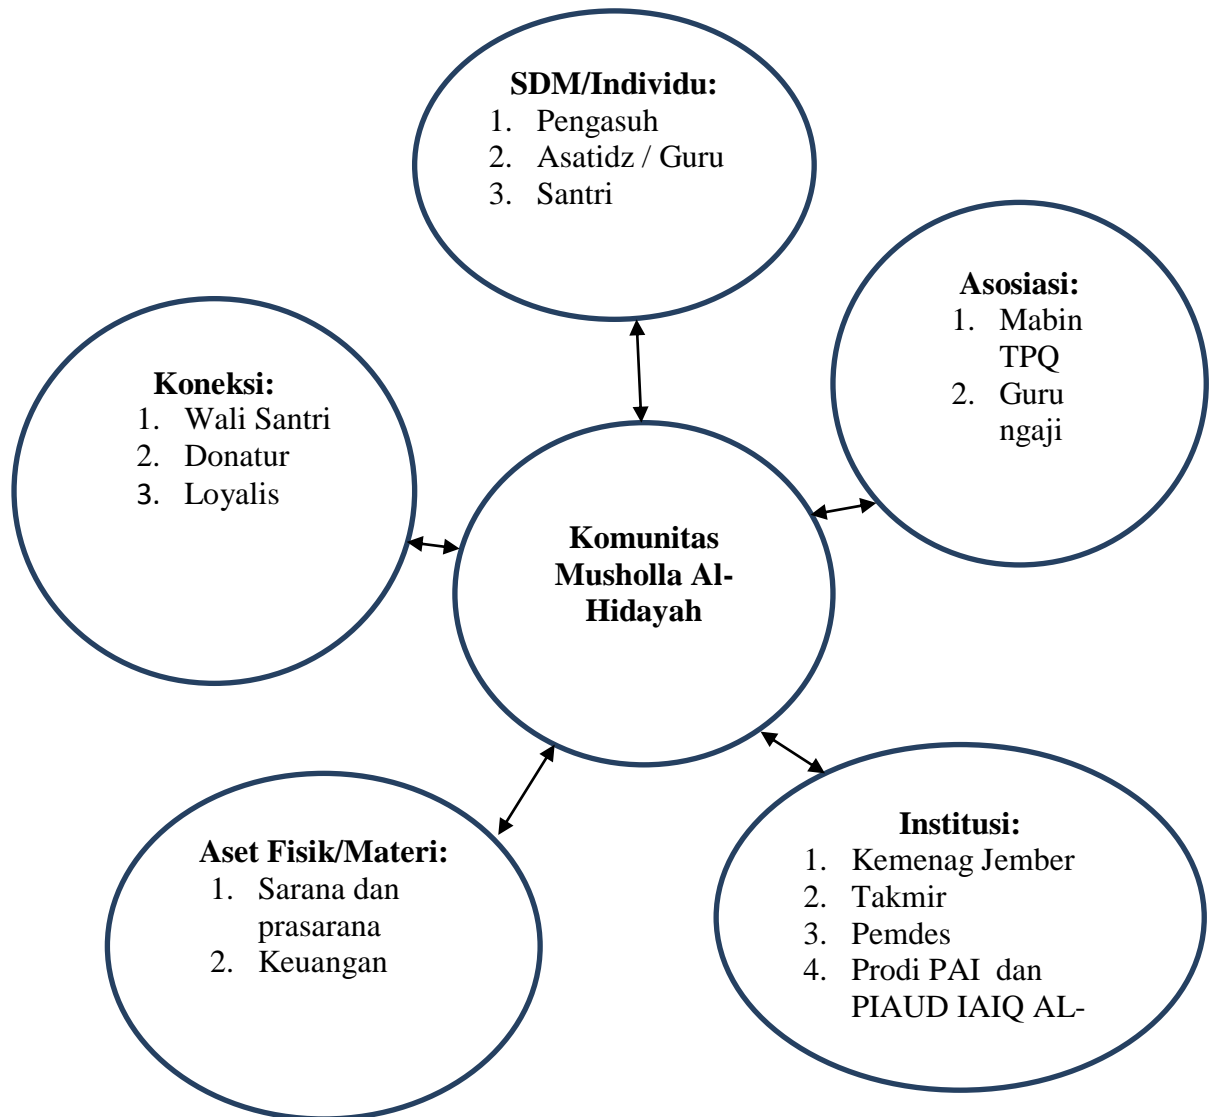 SDM/Individu:
1. Pengasuh
2. Asatidz / Guru
3. Santri
Asosiasi:
1. Mabin
TPQ
2. Guru
ngaji
Koneksi:
1. Wali Santri
2. Donatur
3. Loyalis
Komunitas
Musholla Al-
Hidayah
Aset Fisik/Materi:
1. Sarana dan
prasarana
2. Keuangan
Institusi:
1. Kemenag Jember
2. Takmir
3. Pemdes
4. Prodi PAI dan
PIAUD IAIQ AL-